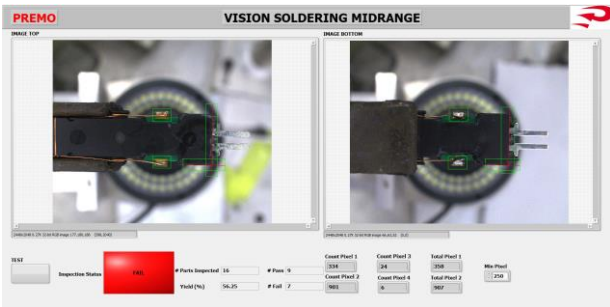 PREMO
VISION SOLDERING MIDRANGE
IMAGE TOP
IMAGE BOTTOM
TEST
Inspection Status
FAIL
# Parts Inspected 16
# Pass 9
Yield (%) 56.25
# Fail 7
Count Pixel 1
334
Count Pixel 3
24
Total Pixel 1
358
Count Pixel 2
901
Count Pixel 4
6
Total Pixel 2
907
Min Pixel
250